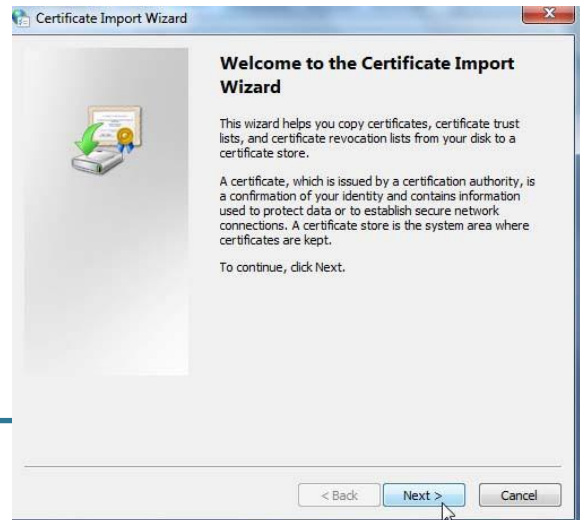 Certificate Import Wizard
Welcome to the Certificate Import
Wizard
This wizard helps you copy certificates, certificate trust
lists, and certificate revocation lists from your disk to a
certificate store.
A certificate, which is issued by a certification authority, is
a confirmation of your identity and contains information
used to protect data or to establish secure network
connections. A certificate store is the system area where
certificates are kept.
To continue, click Next.
< Back Next > Cancel